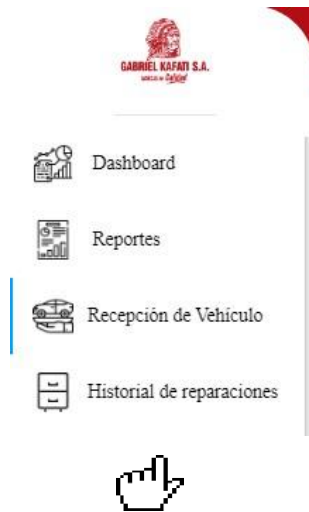 GABRIEL KAFATI S.A.
Dashboard
Reportes
Recepción de Vehículo
Historial de reparaciones